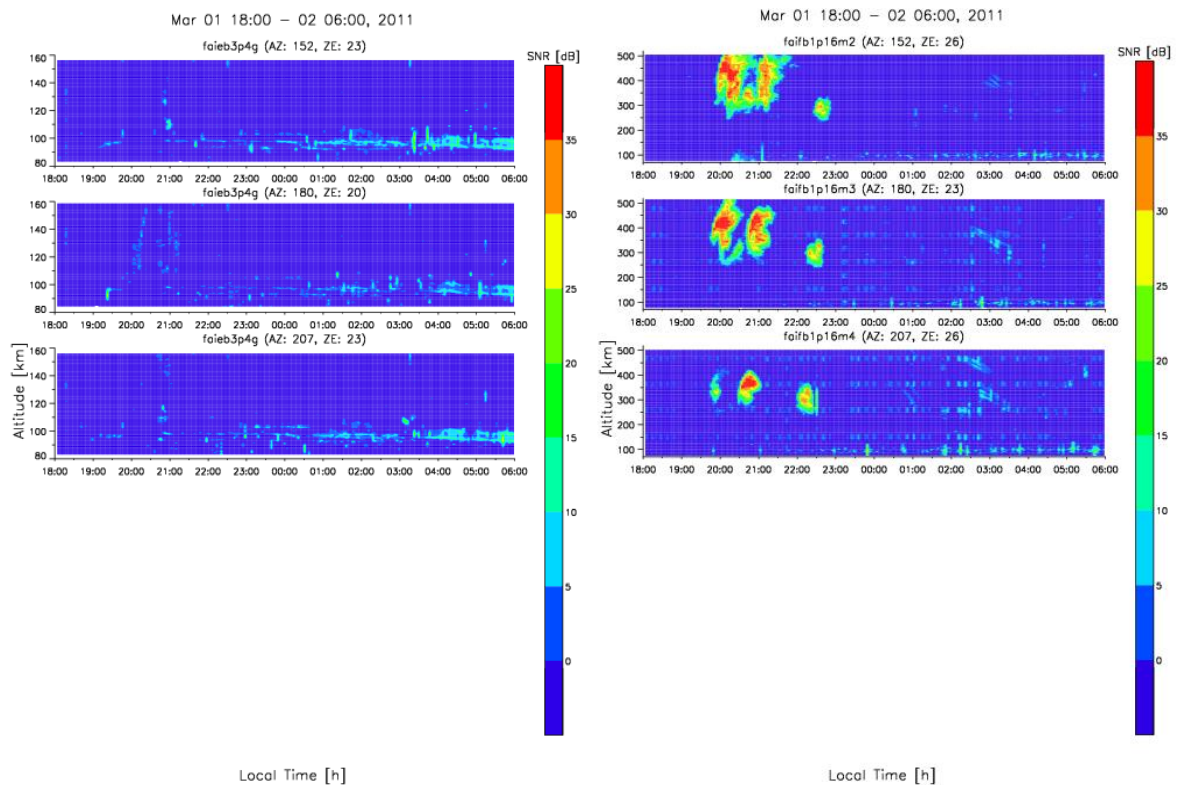 Mar 01 18:00 – 02 06:00, 2011
faieb3p4g (AZ: 152, ZE: 23)
SNR [dB]
160
140
120
100
80
18:00 19:00 20:00 21:00 22:00 23:00 00:00 01:00 02:00 03:00 04:00 05:00 06:00
faieb3p4g (AZ: 180, ZE: 20)
160
140
120
100
80
18:00 19:00 20:00 21:00 22:00 23:00 00:00 01:00 02:00 03:00 04:00 05:00 06:00
faieb3p4g (AZ: 207, ZE: 23)
160
140
120
100
80
18:00 19:00 20:00 21:00 22:00 23:00 00:00 01:00 02:00 03:00 04:00 05:00 06:00
Altitude [km]
35
30
25
20
15
10
5
0
Local Time [h]
Mar 01 18:00 – 02 06:00, 2011
faifb1p16m2 (AZ: 152, ZE: 26)
SNR [dB]
500
400
300
200
100
18:00 19:00 20:00 21:00 22:00 23:00 00:00 01:00 02:00 03:00 04:00 05:00 06:00
faifb1p16m3 (AZ: 180, ZE: 23)
500
400
300
200
100
18:00 19:00 20:00 21:00 22:00 23:00 00:00 01:00 02:00 03:00 04:00 05:00 06:00
faifb1p16m4 (AZ: 207, ZE: 26)
500
400
300
200
100
18:00 19:00 20:00 21:00 22:00 23:00 00:00 01:00 02:00 03:00 04:00 05:00 06:00
Altitude [km]
35
30
25
20
15
10
5
0
Local Time [h]